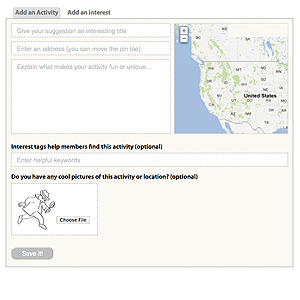 Add an Activity Add an interest
Give your suggestion an interesting title
Enter an address (you can move the pin too)
Explain what makes your activity fun or unique...
United States
Interest tags help members find this activity (optional)
Enter helpful keywords
Do you have any cool pictures of this activity or location? (optional)
Choose File
Save it!